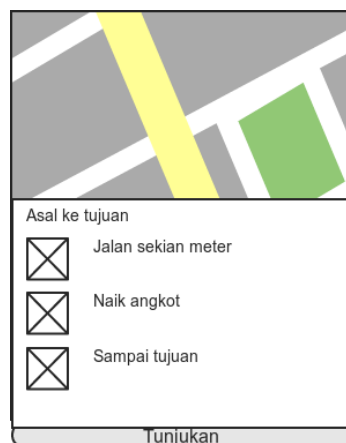 Asal ke tujuan
Jalan sekian meter
Naik angkot
Sampai tujuan
Tunjukan